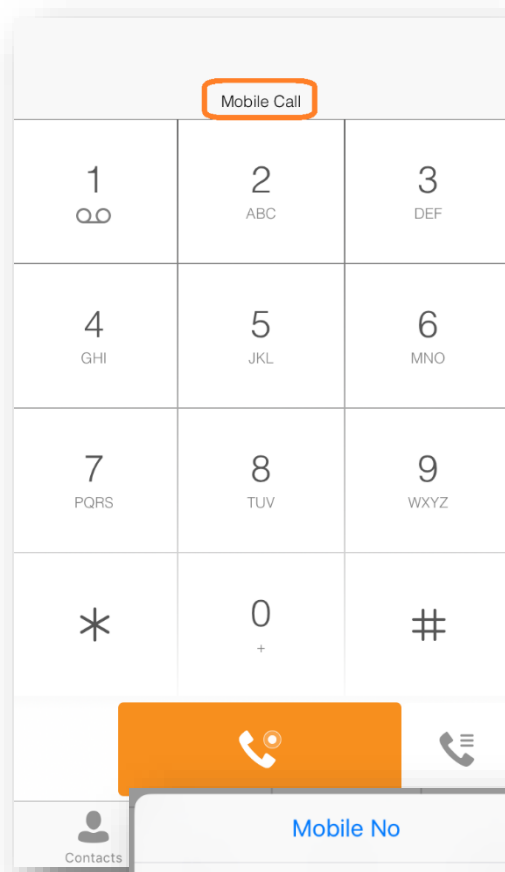 Mobile Call
1 2 3
ABC DEF
4 5 6
GHI JKL MNO
7 8 9
PQRS TUV WXYZ
* 0 #
+
Contacts
Mobile No